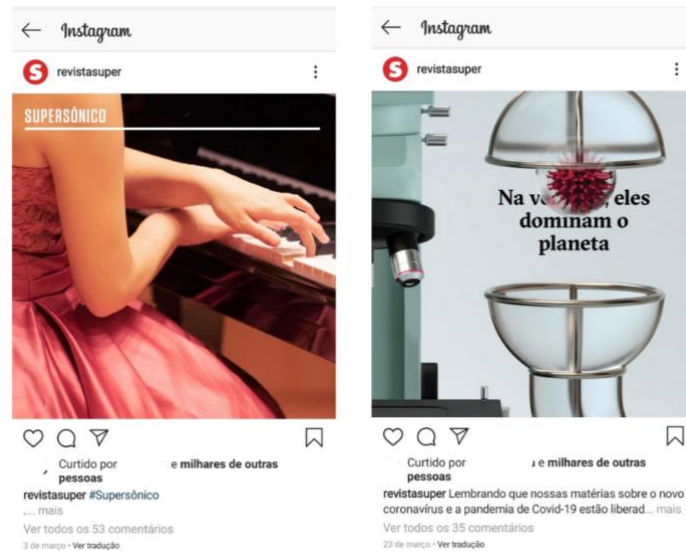 Instagram
revistasuper
SUPERSÔNICO
Curtido por e milhares de outras
pessoas
revistasuper #Supersônico
.... mais
Ver todos os 53 comentários
3 de março • Ver tradução
Instagram
revistasuper
Na eles
dominam o
planeta
Curtido por e milhares de outras
pessoas
revistasuper Lembrando que nossas matérias sobre o novo
coronavírus e a pandemia de Covid-19 estão liberad... mais
Ver todos os 35 comentários
23 de março • Ver tradução